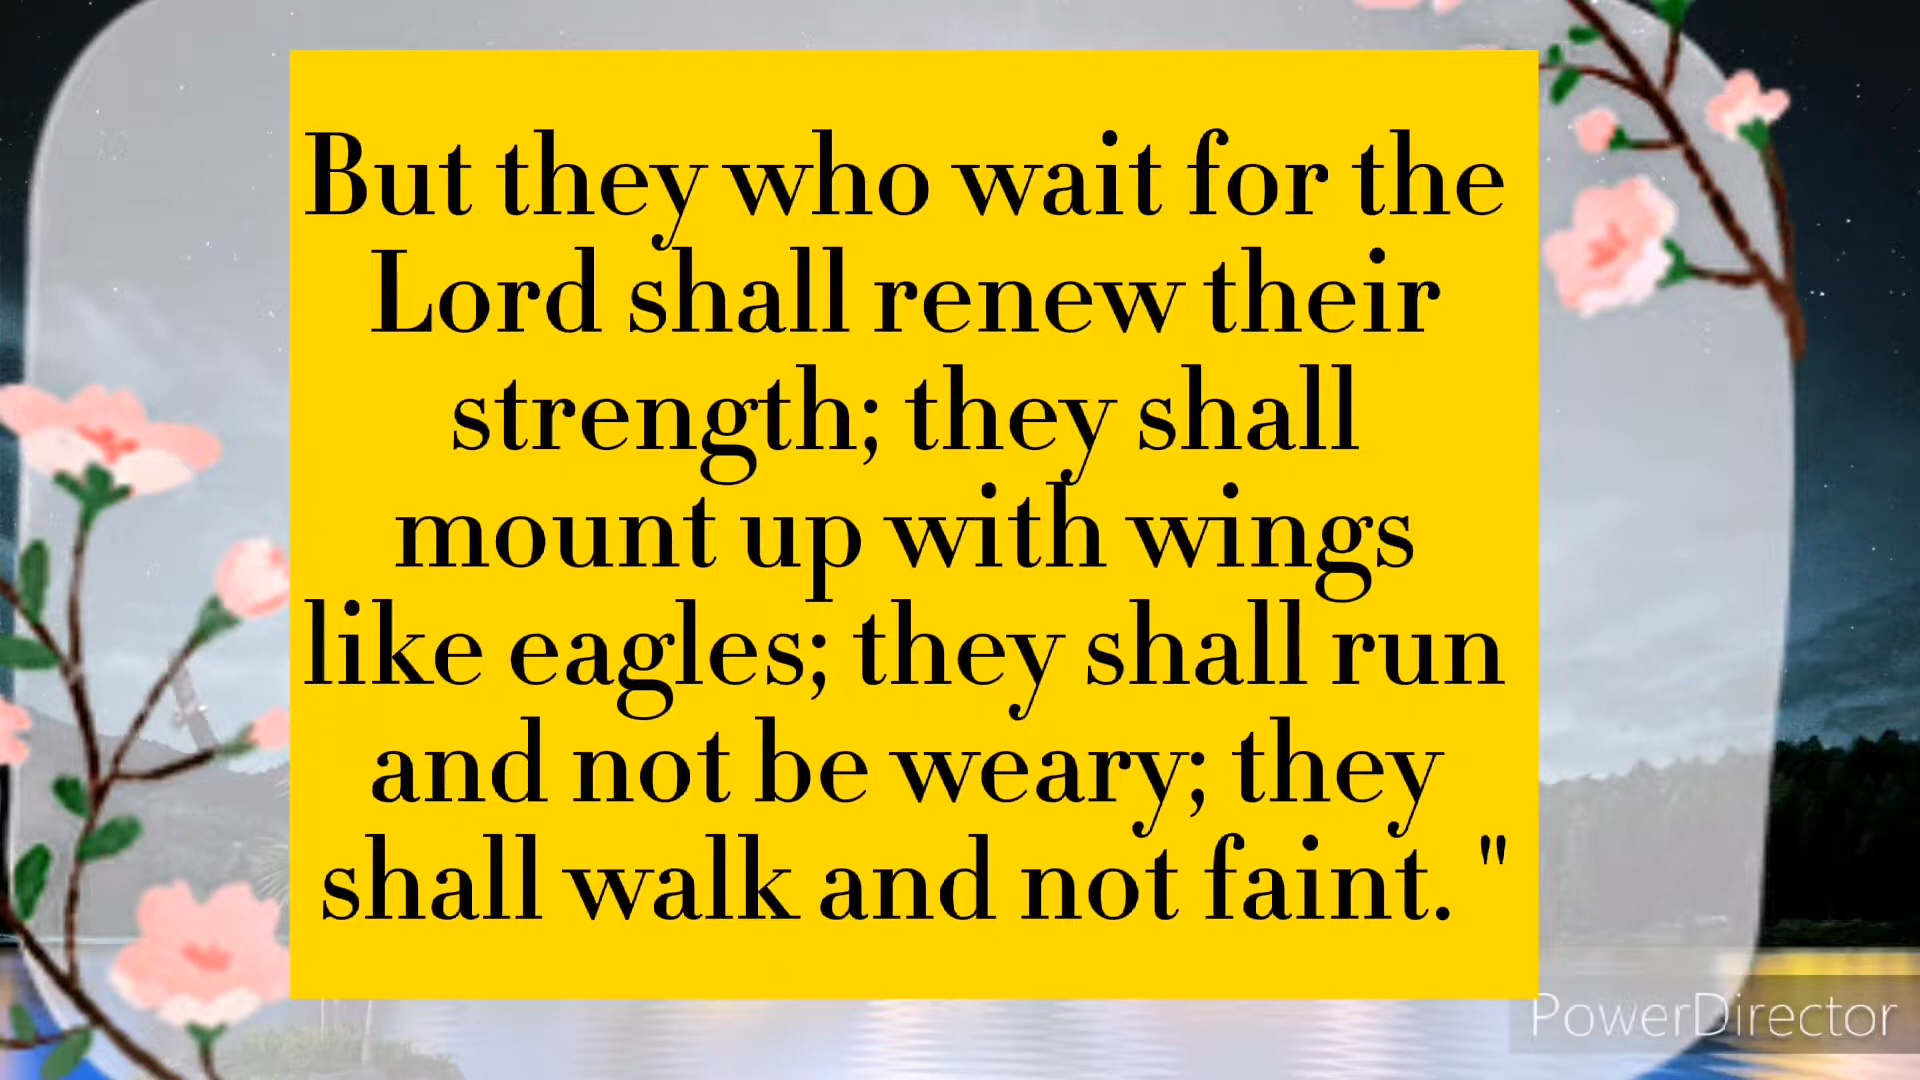 But they who wait for the
Lord shall renew their
strength; they shall
mount up with wings
like eagles; they shall run
and not be weary; they
shall walk and not faint. "
PowerDirector